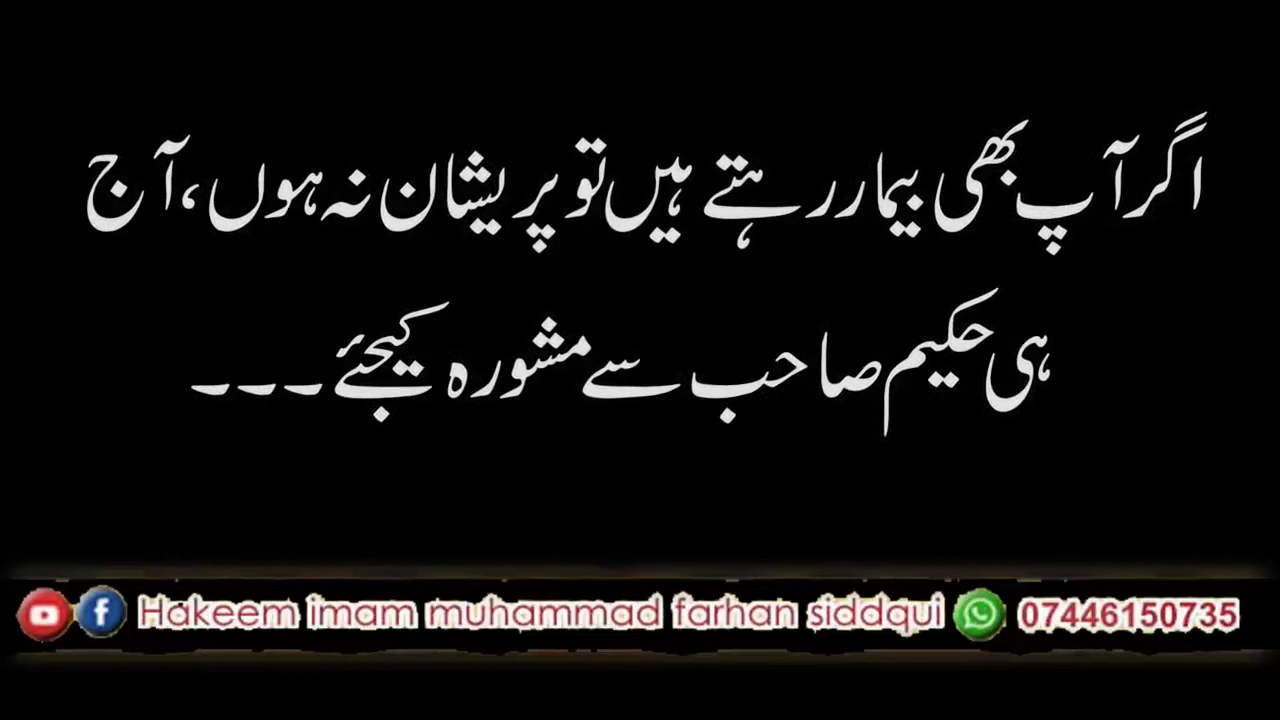 اگر آپ بھی بیمار رہتے ہیں تو پریشان نہ ہوں، آج
ہی حکیم صاحب سے مشورہ کیجئے۔۔۔
Hakeem imam muhammad farhan siddqui 07446150735